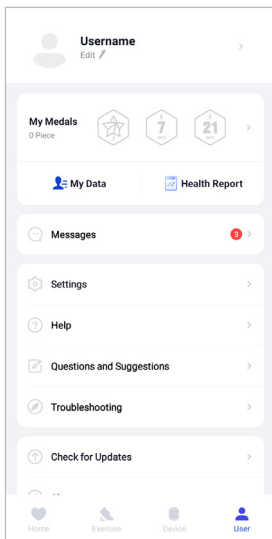 Username
Edit
My Medals
0 Piece
7
21
My Data
Health Report
Messages
3
Settings
Help
Questions and Suggestions
Troubleshooting
Check for Updates
Home
Exercise
Device
User